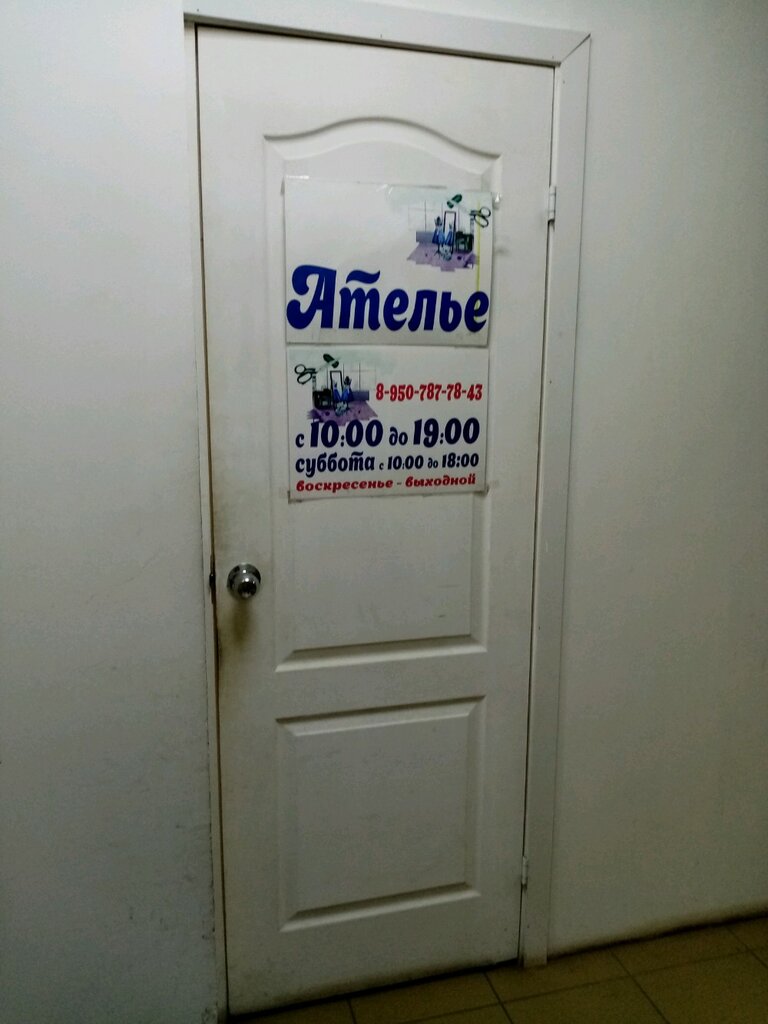 Ателье
8-950-787-78-43
с 10:00 до 19:00
суббота с 10:00 до 18:00
воскресенье - выходной